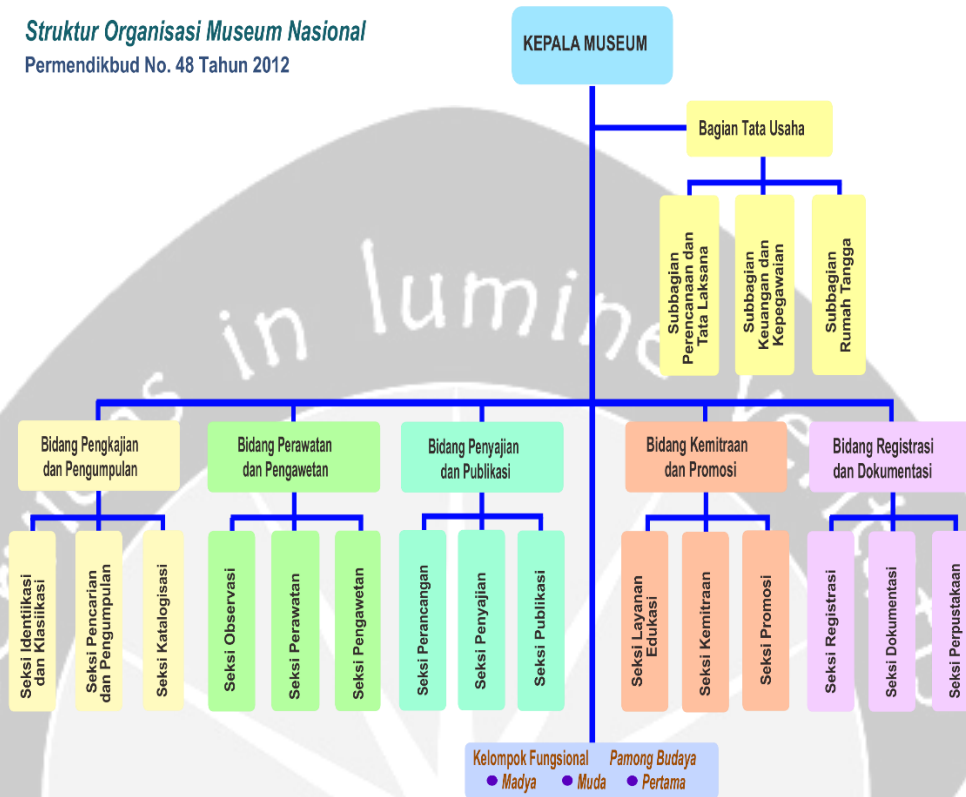 Struktur Organisasi Museum Nasional
Permendikbud No. 48 Tahun 2012
KEPALA MUSEUM
Bagian Tata Usaha
Subbagian
Perencanaan dan
Tata Laksana
Subbagian
Keuangan dan
Kepegawaian
Subbagian
Rumah Tangga
in lumine
Bidang Pengkajian
dan Pengumpulan
Bidang Perawatan
dan Pengawetan
Bidang Penyajian
dan Publikasi
Bidang Kemitraan
dan Promosi
Bidang Registrasi
dan Dokumentasi
Seksi Identiikasi
dan Klasiikasi
Seksi Pencarian
dan Pengumpulan
Seksi Katalogisasi
Seksi Observasi
Seksi Perawatan
Seksi Pengawetan
Seksi Perancangan
Seksi Penyajian
Seksi Publikasi
Seksi Layanan
Edukasi
Seksi Kemitraan
Seksi Promosi
Seksi Registrasi
Seksi Dokumentasi
Seksi Perpustakaan
Kelompok Fungsional Pamong Budaya
Madya Muda Pertama